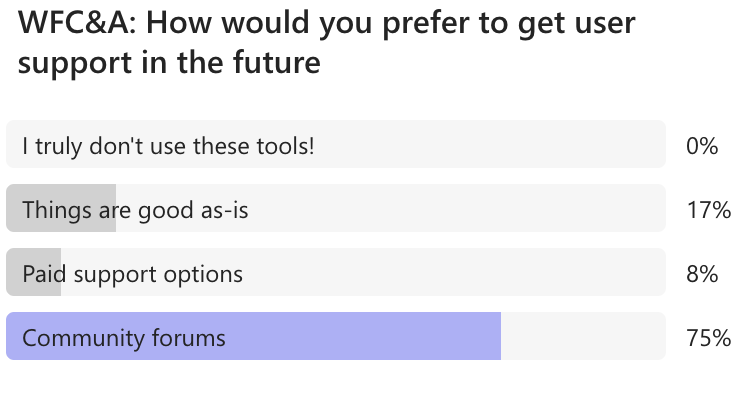 WFC&A: How would you prefer to get user
support in the future
I truly don't use these tools!
0%
Things are good as-is
17%
Paid support options
8%
Community forums
75%